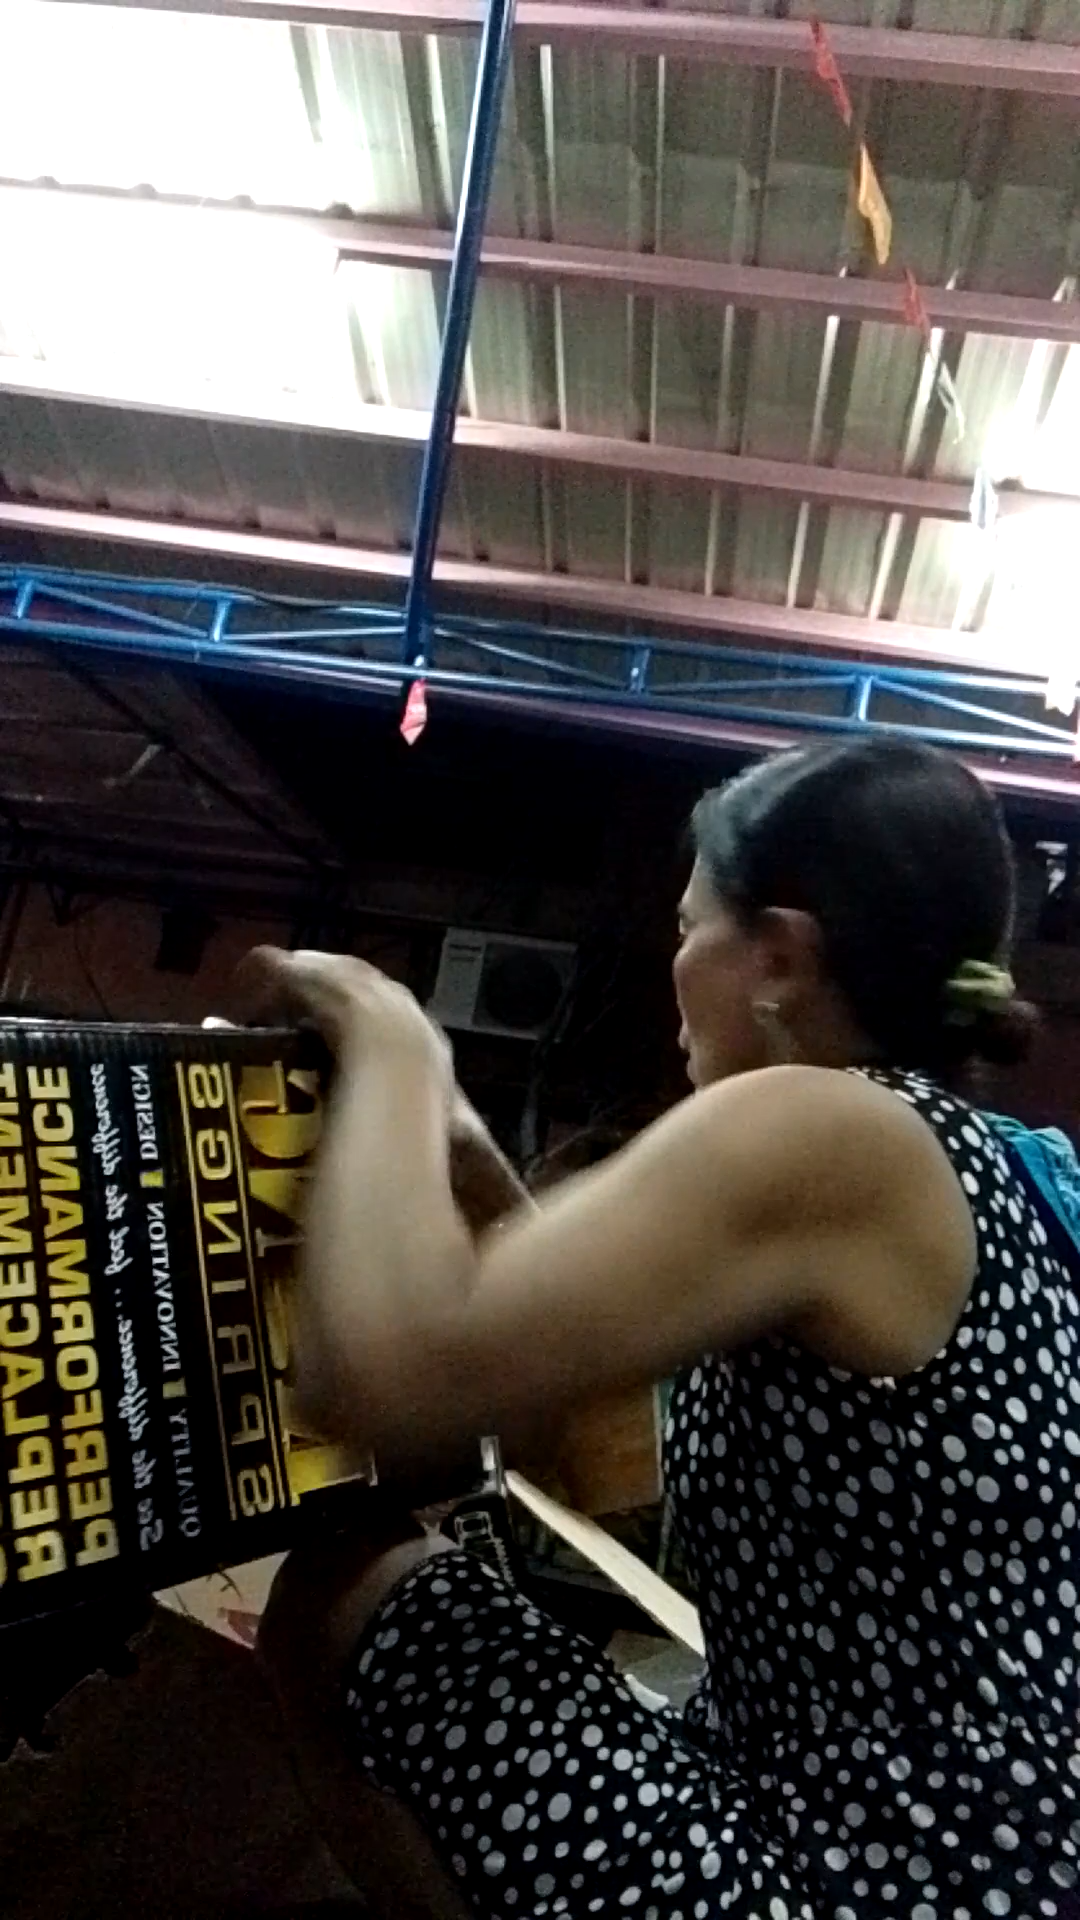 SPRINGS
QUALITY INNOVATION DESIGN
See the difference... feel the difference
PERFORMANCE
REPLACEMENT